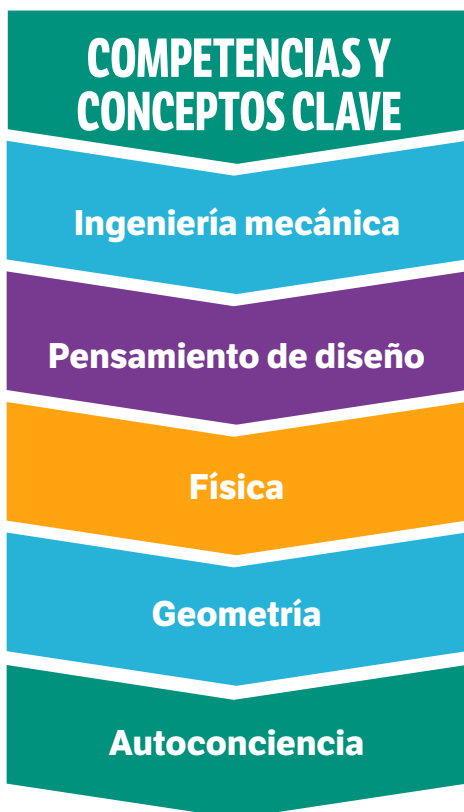 COMPETENCIAS Y
CONCEPTOS CLAVE
Ingeniería mecánica
Pensamiento de diseño
Física
Geometría
Autoconciencia